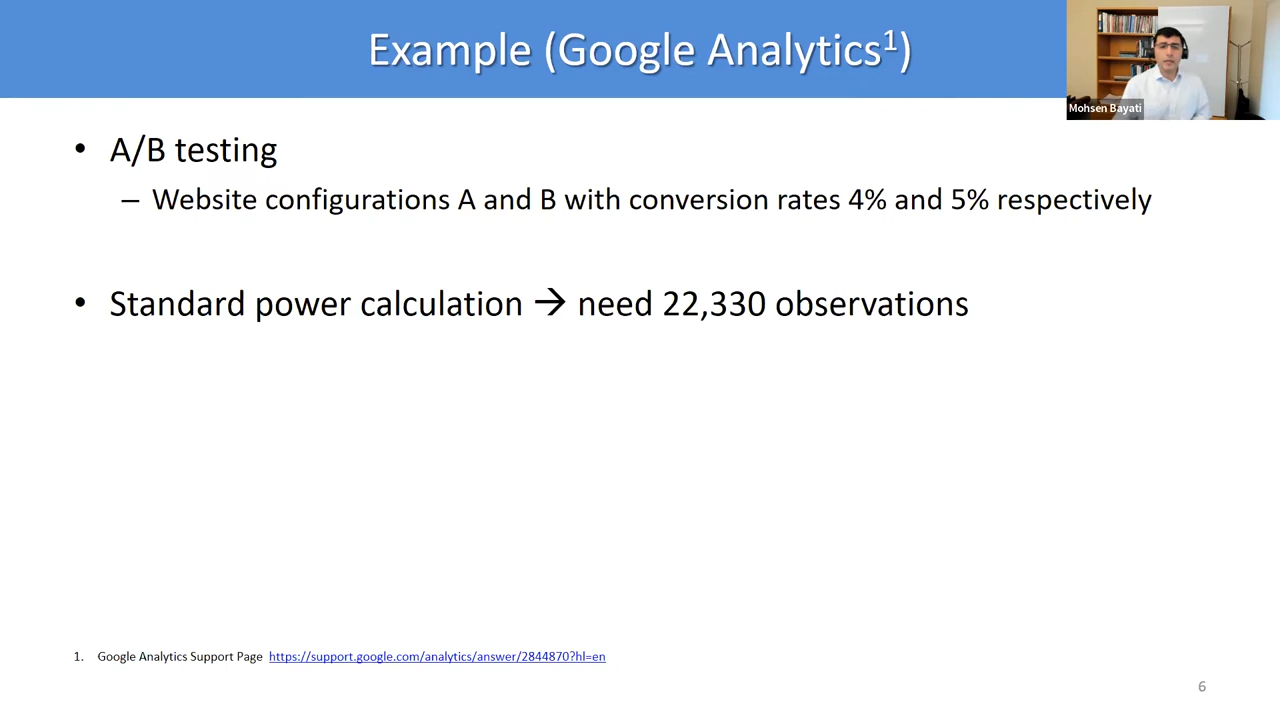 Example (Google Analytics¹)
Mohsen Bayati
• A/B testing
– Website configurations A and B with conversion rates 4% and 5% respectively
• Standard power calculation → need 22,330 observations
1. Google Analytics Support Page https://support.google.com/analytics/answer/2844870?hl=en
6